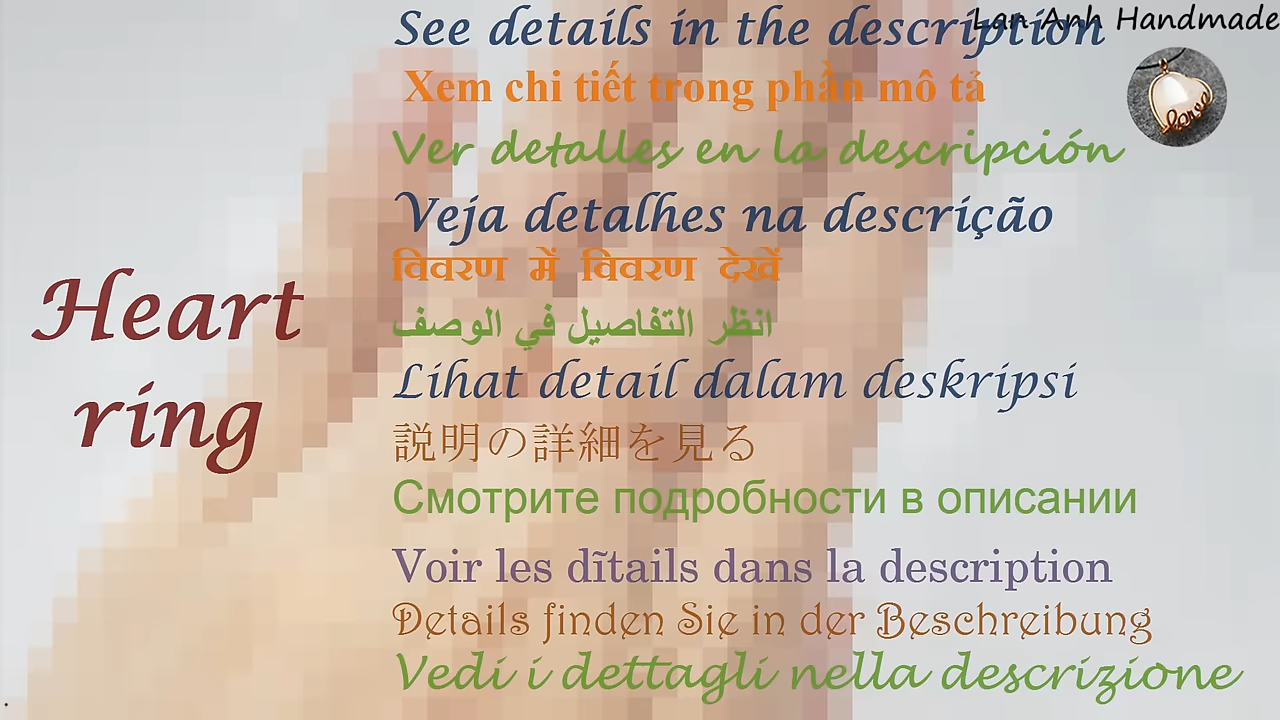 Lan Anh Handmade
See details in the description
Xem chi tiết trong phần mô tả
love
Ver detalles en la descripción
Veja detalhes na descrição
विवरण में विवरण देखें
Heart
ring
انظر التفاصيل في الوصف
Lihat detail dalam deskripsi
説明の詳細を見る
Смотрите подробности в описании
Voir les dĩtails dans la description
Details finden Sie in der Beschreibung
Vedi i dettagli nella descrizione